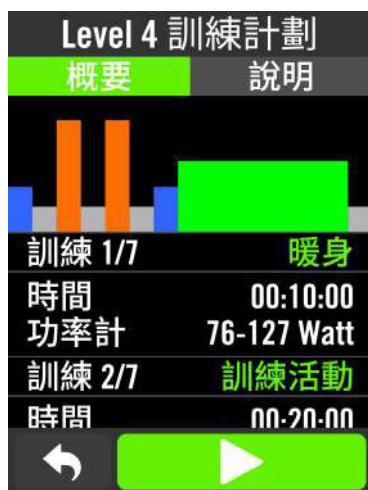 Level 4 訓練計劃
概要 說明
訓練 1/7 暖身
時間 00:10:00
功率計 76-127 Watt
訓練 2/7 訓練活動
時間 00:20:00